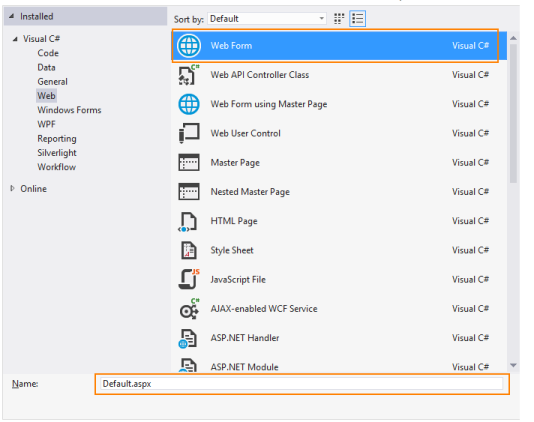 Installed
Sort by: Default
Visual C#
Code
Data
General
Web
Windows Forms
WPF
Reporting
Silverlight
Workflow
Online
Web Form Visual C#
C# Web API Controller Class Visual C#
Web Form using Master Page Visual C#
Web User Control Visual C#
Master Page Visual C#
Nested Master Page Visual C#
HTML Page Visual C#
Style Sheet Visual C#
JS JavaScript File Visual C#
C# AJAX-enabled WCF Service Visual C#
ASP.NET Handler Visual C#
ASP.NET Module Visual C#
Name: Default.aspx